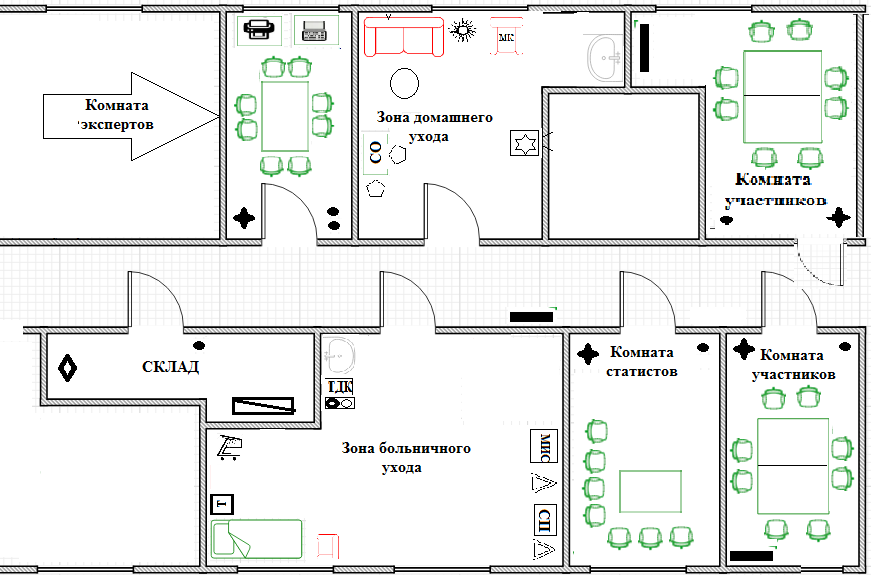 Комната
экспертов
МК
Зона домашнего
ухода
СО
Комната
участников
СКЛАД
ТДК
Комната
статистов
Комната
участников
Зона больничного
ухода
МИС
Т
СП